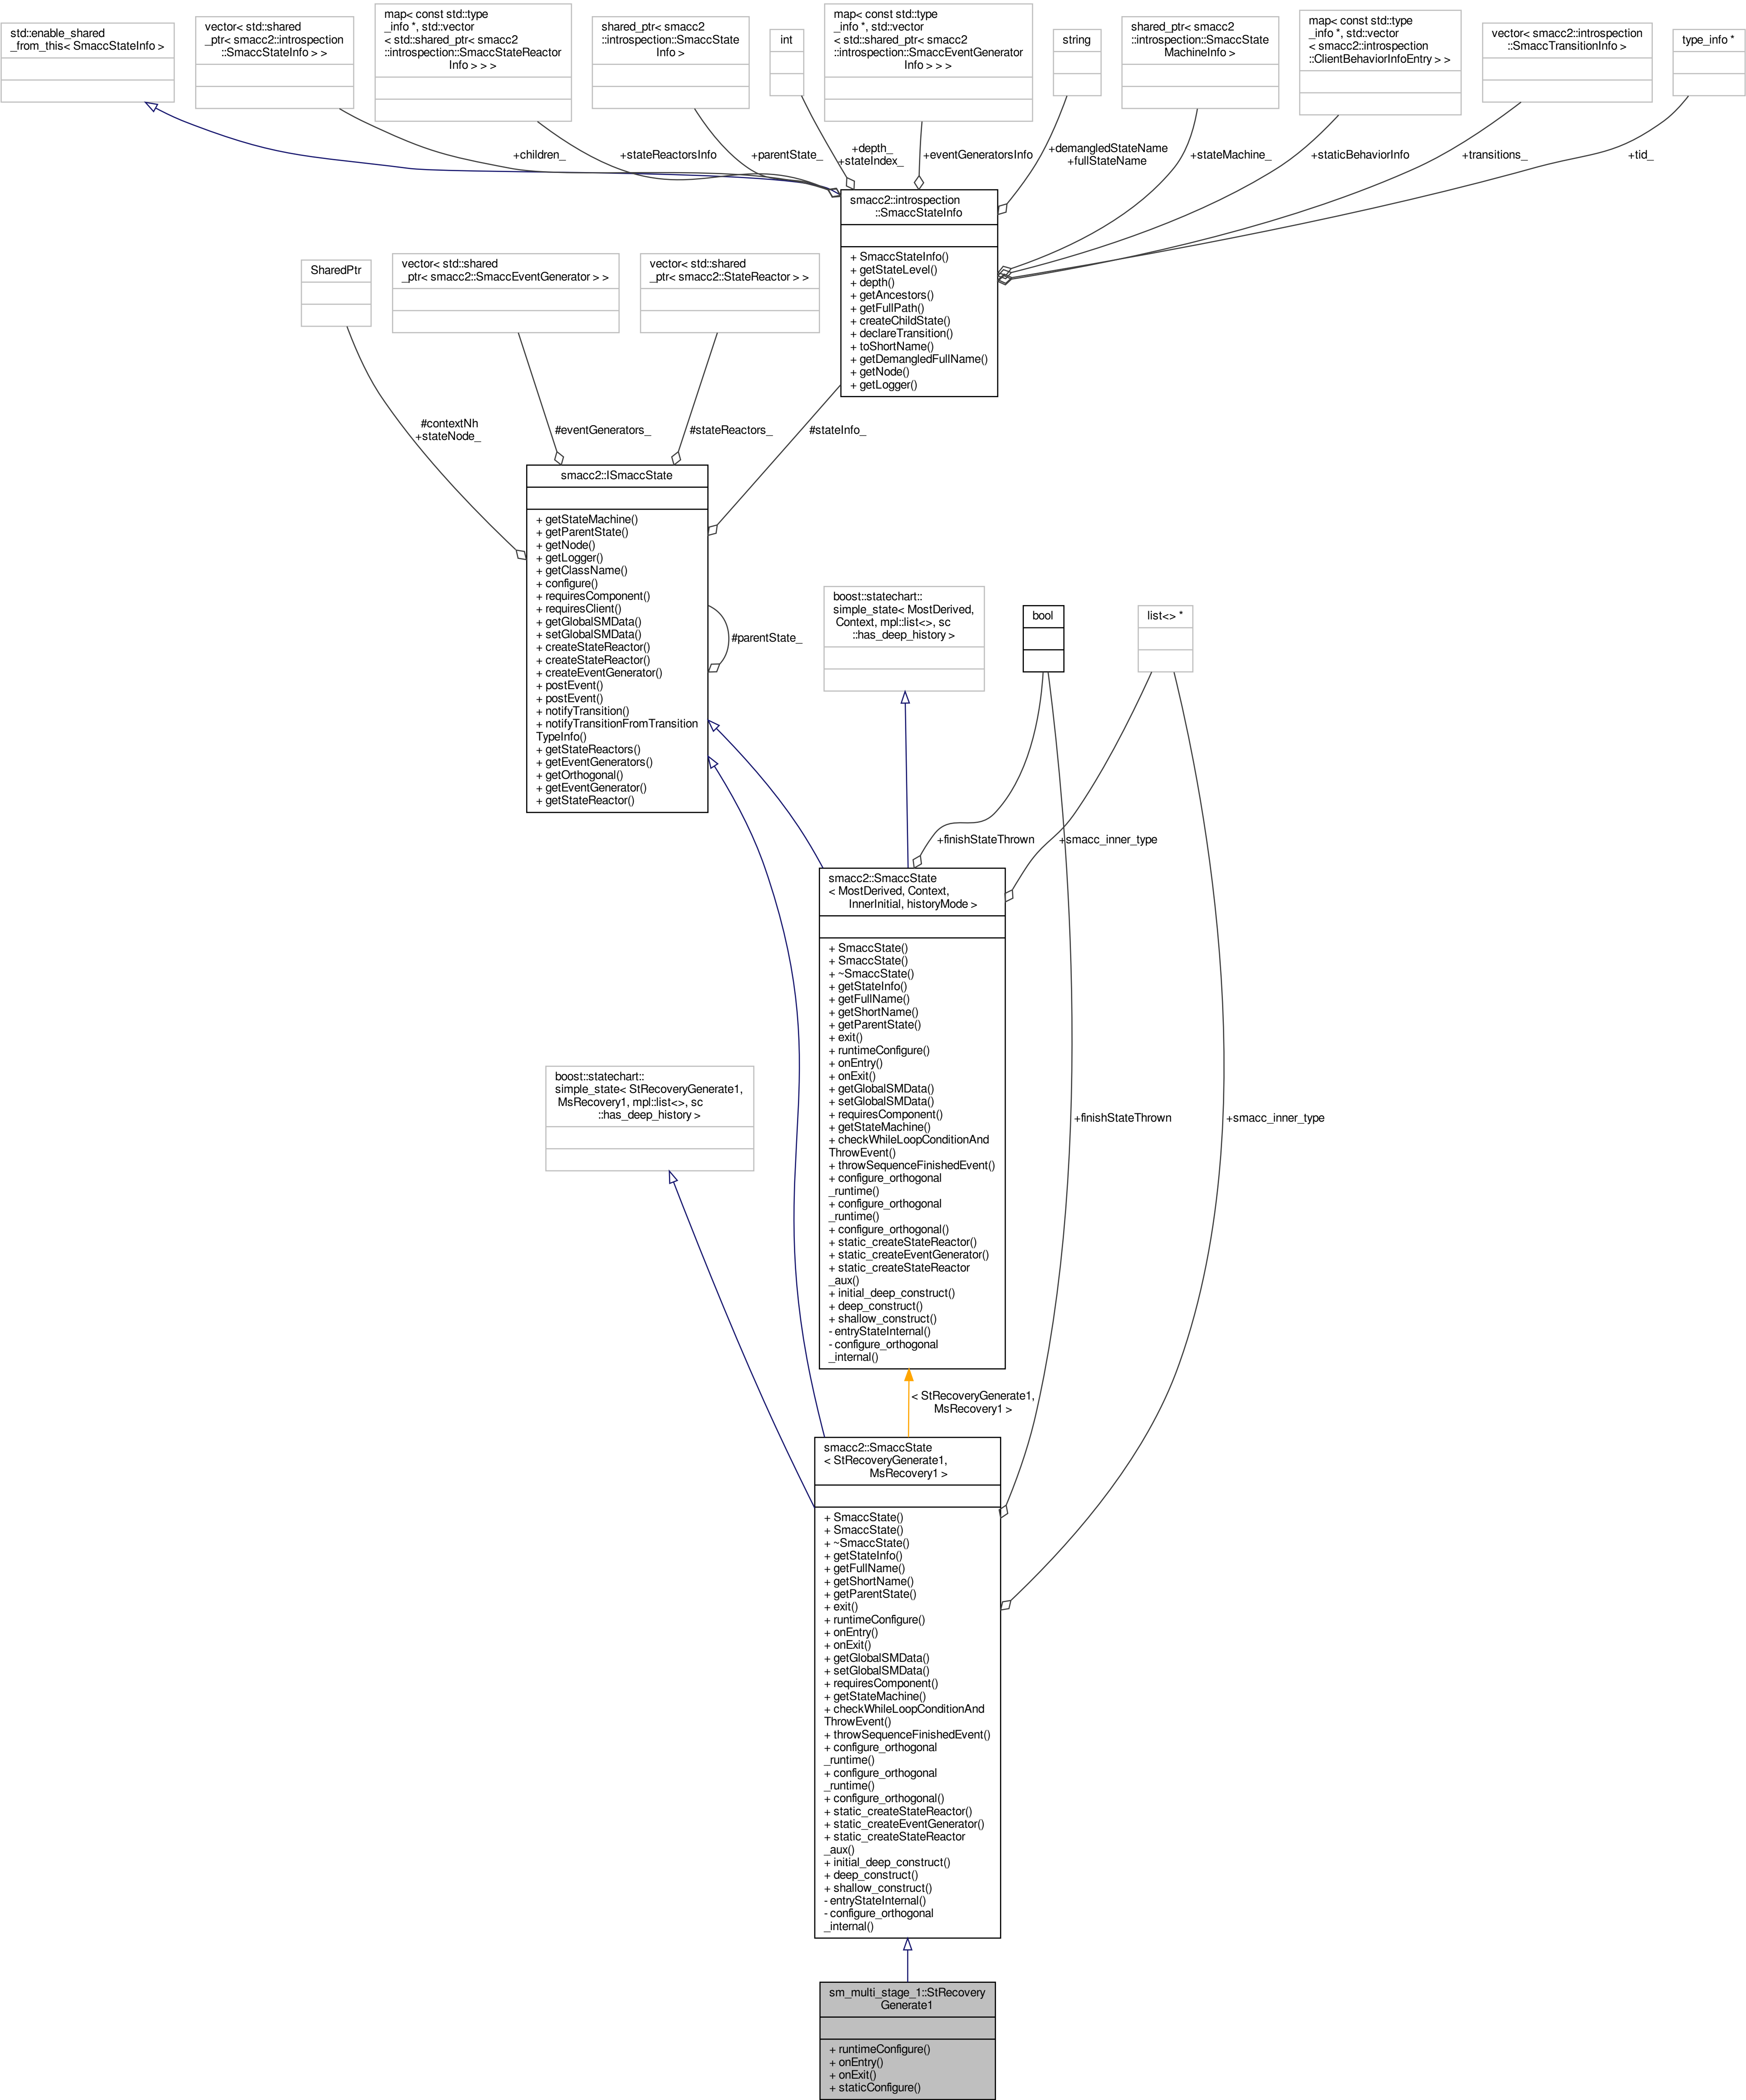 std::enable_shared
_from_this< SmaccStateInfo >
vector< std::shared
_ptr< smacc2::introspection
::SmaccStateInfo > >
map< const std::type
_info *, std::vector
< std::shared_ptr< smacc2
::introspection::SmaccStateReactor
Info > > >
shared_ptr< smacc2
::introspection::SmaccState
Info >
int
map< const std::type
_info *, std::vector
< std::shared_ptr< smacc2
::introspection::SmaccEventGenerator
Info > > >
string
shared_ptr< smacc2
::introspection::SmaccState
MachineInfo >
map< const std::type
_info *, std::vector
< smacc2::introspection
::ClientBehaviorInfoEntry > >
vector< smacc2::introspection
::SmaccTransitionInfo >
type_info *
+children_
+stateReactorsInfo
+parentState_
+depth_
+stateIndex_
+eventGeneratorsInfo
+demangledStateName
+fullStateName
+stateMachine_
+staticBehaviorInfo
+transitions_
+tid_
smacc2::introspection
::SmaccStateInfo
+ SmaccStateInfo()
+ getStateLevel()
+ depth()
+ getAncestors()
+ getFullPath()
+ createChildState()
+ declareTransition()
+ toShortName()
+ getDemangledFullName()
+ getNode()
+ getLogger()
SharedPtr
vector< std::shared
_ptr< smacc2::SmaccEventGenerator > >
vector< std::shared
_ptr< smacc2::StateReactor > >
#contextNh
+stateNode_
#eventGenerators_
#stateReactors_
#stateInfo_
smacc2::ISmaccState
+ getStateMachine()
+ getParentState()
+ getNode()
+ getLogger()
+ getClassName()
+ configure()
+ requiresComponent()
+ requiresClient()
+ getGlobalSMData()
+ setGlobalSMData()
+ createStateReactor()
+ createStateReactor()
+ createEventGenerator()
+ postEvent()
+ postEvent()
+ notifyTransition()
+ notifyTransitionFromTransition
TypeInfo()
+ getStateReactors()
+ getEventGenerators()
+ getOrthogonal()
+ getEventGenerator()
+ getStateReactor()
#parentState_
boost::statechart::
simple_state< MostDerived,
Context, mpl::list<>, sc
::has_deep_history >
bool
list<> *
+finishStateThrown
+smacc_inner_type
smacc2::SmaccState
< MostDerived, Context,
InnerInitial, historyMode >
+ SmaccState()
+ SmaccState()
+ ~SmaccState()
+ getStateInfo()
+ getFullName()
+ getShortName()
+ getParentState()
+ exit()
+ runtimeConfigure()
+ onEntry()
+ onExit()
+ getGlobalSMData()
+ setGlobalSMData()
+ requiresComponent()
+ getStateMachine()
+ checkWhileLoopConditionAnd
ThrowEvent()
+ throwSequenceFinishedEvent()
+ configure_orthogonal
_runtime()
+ configure_orthogonal
_runtime()
+ configure_orthogonal()
+ static_createStateReactor()
+ static_createEventGenerator()
+ static_createStateReactor
_aux()
+ initial_deep_construct()
+ deep_construct()
+ shallow_construct()
- entryStateInternal()
- configure_orthogonal
_internal()
boost::statechart::
simple_state< StRecoveryGenerate1,
MsRecovery1, mpl::list<>, sc
::has_deep_history >
+finishStateThrown
+smacc_inner_type
< StRecoveryGenerate1,
MsRecovery1 >
smacc2::SmaccState
< StRecoveryGenerate1,
MsRecovery1 >
+ SmaccState()
+ SmaccState()
+ ~SmaccState()
+ getStateInfo()
+ getFullName()
+ getShortName()
+ getParentState()
+ exit()
+ runtimeConfigure()
+ onEntry()
+ onExit()
+ getGlobalSMData()
+ setGlobalSMData()
+ requiresComponent()
+ getStateMachine()
+ checkWhileLoopConditionAnd
ThrowEvent()
+ throwSequenceFinishedEvent()
+ configure_orthogonal
_runtime()
+ configure_orthogonal
_runtime()
+ configure_orthogonal()
+ static_createStateReactor()
+ static_createEventGenerator()
+ static_createStateReactor
_aux()
+ initial_deep_construct()
+ deep_construct()
+ shallow_construct()
- entryStateInternal()
- configure_orthogonal
_internal()
sm_multi_stage_1::StRecovery
Generate1
+ runtimeConfigure()
+ onEntry()
+ onExit()
+ staticConfigure()